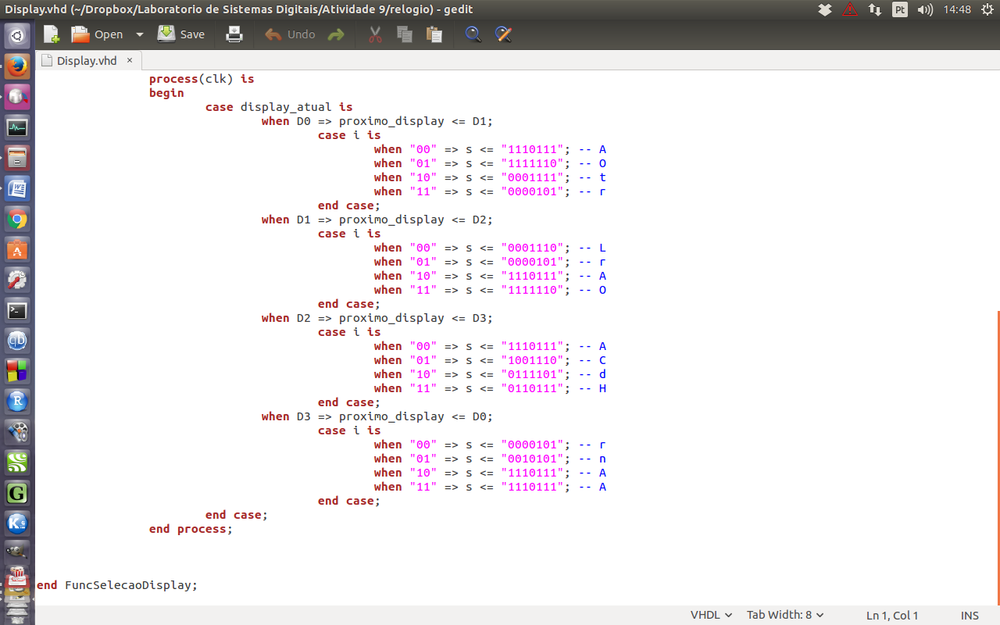 Display.vhd (~/Dropbox/Laboratorio de Sistemas Digitais/Atividade 9/relogio) - gedit
Pt
14:48
Open
Save
Undo
Display.vhd ×
process(clk) is
begin
case display_atual is
when D0 => proximo_display <= D1;
case i is
when "00" => s <= "1110111"; -- A
when "01" => s <= "1111110"; -- O
when "10" => s <= "0001111"; -- t
when "11" => s <= "0000101"; -- r
end case;
when D1 => proximo_display <= D2;
case i is
when "00" => s <= "0001110"; -- L
when "01" => s <= "0000101"; -- r
when "10" => s <= "1110111"; -- A
when "11" => s <= "1111110"; -- O
end case;
when D2 => proximo_display <= D3;
case i is
when "00" => s <= "1110111"; -- A
when "01" => s <= "1001110"; -- C
when "10" => s <= "0111101"; -- d
when "11" => s <= "0110111"; -- H
end case;
when D3 => proximo_display <= D0;
case i is
when "00" => s <= "0000101"; -- r
when "01" => s <= "0010101"; -- n
when "10" => s <= "1110111"; -- A
when "11" => s <= "1110111"; -- A
end case;
end case;
end process;
end FuncSelecaoDisplay;
VHDL
Tab Width: 8
Ln 1, Col 1
INS